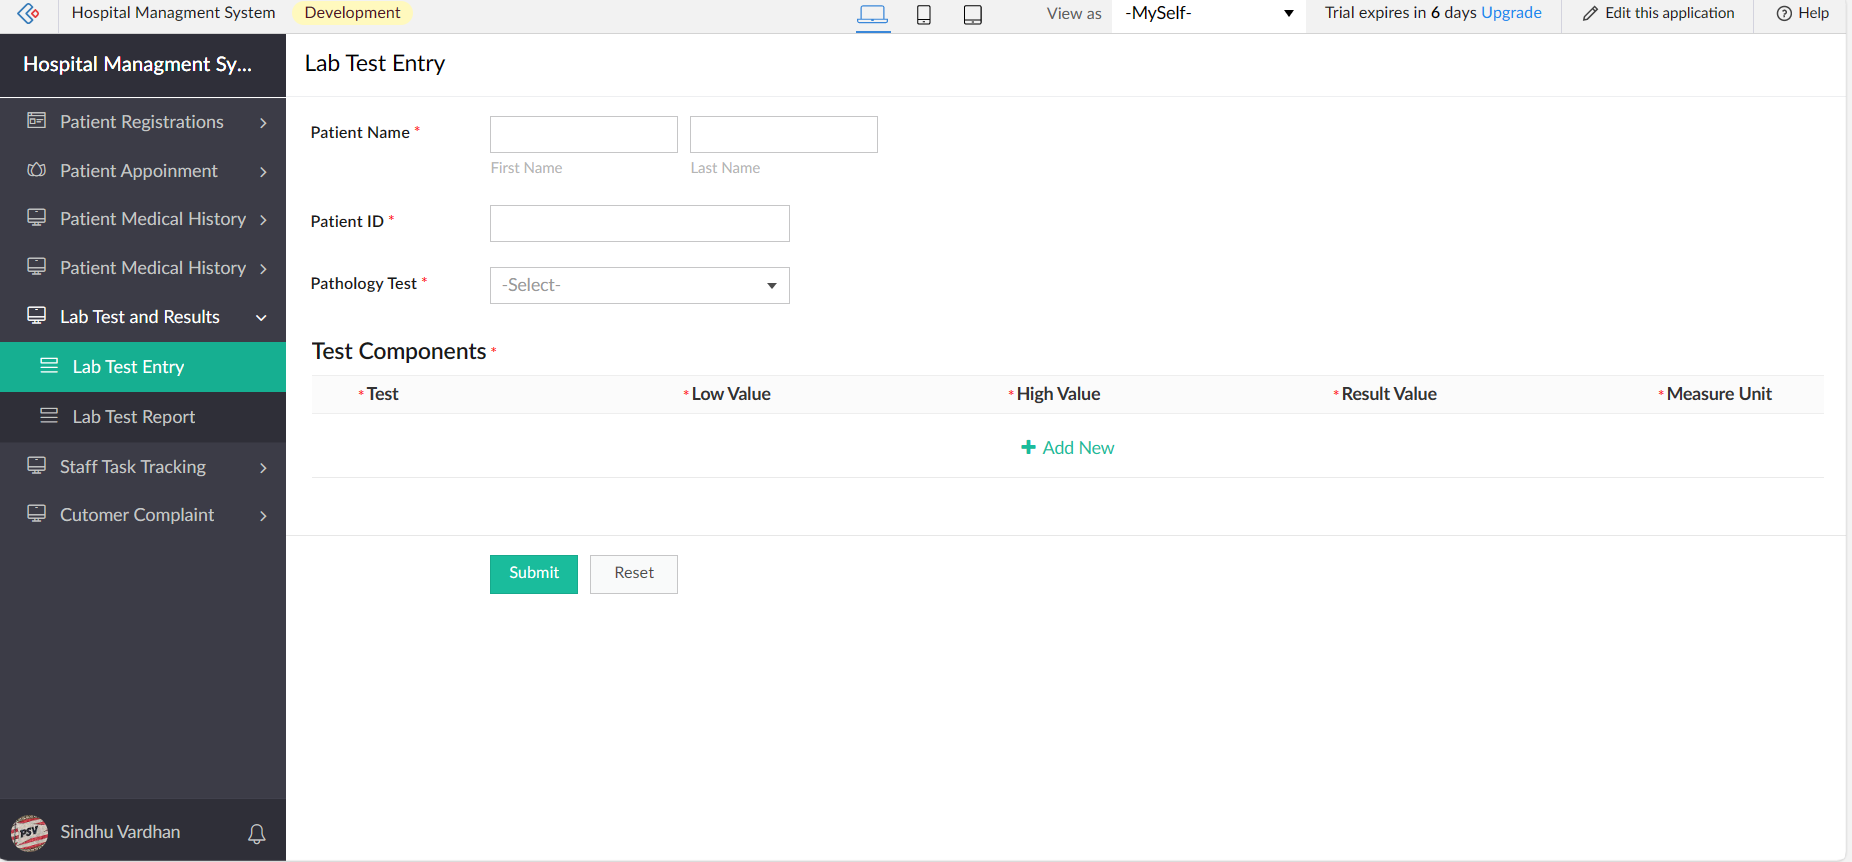 Hospital Managment System Development View as -MySelf- Trial expires in 6 days Upgrade Edit this application Help
Hospital Managment Sy...
Patient Registrations
Patient Appoinment
Patient Medical History
Patient Medical History
Lab Test and Results
Lab Test Entry
Lab Test Report
Staff Task Tracking
Cutomer Complaint
PSV Sindhu Vardhan
Lab Test Entry
Patient Name *
First Name Last Name
Patient ID *
Pathology Test * -Select-
Test Components *
* Test * Low Value * High Value * Result Value * Measure Unit
+ Add New
Submit Reset